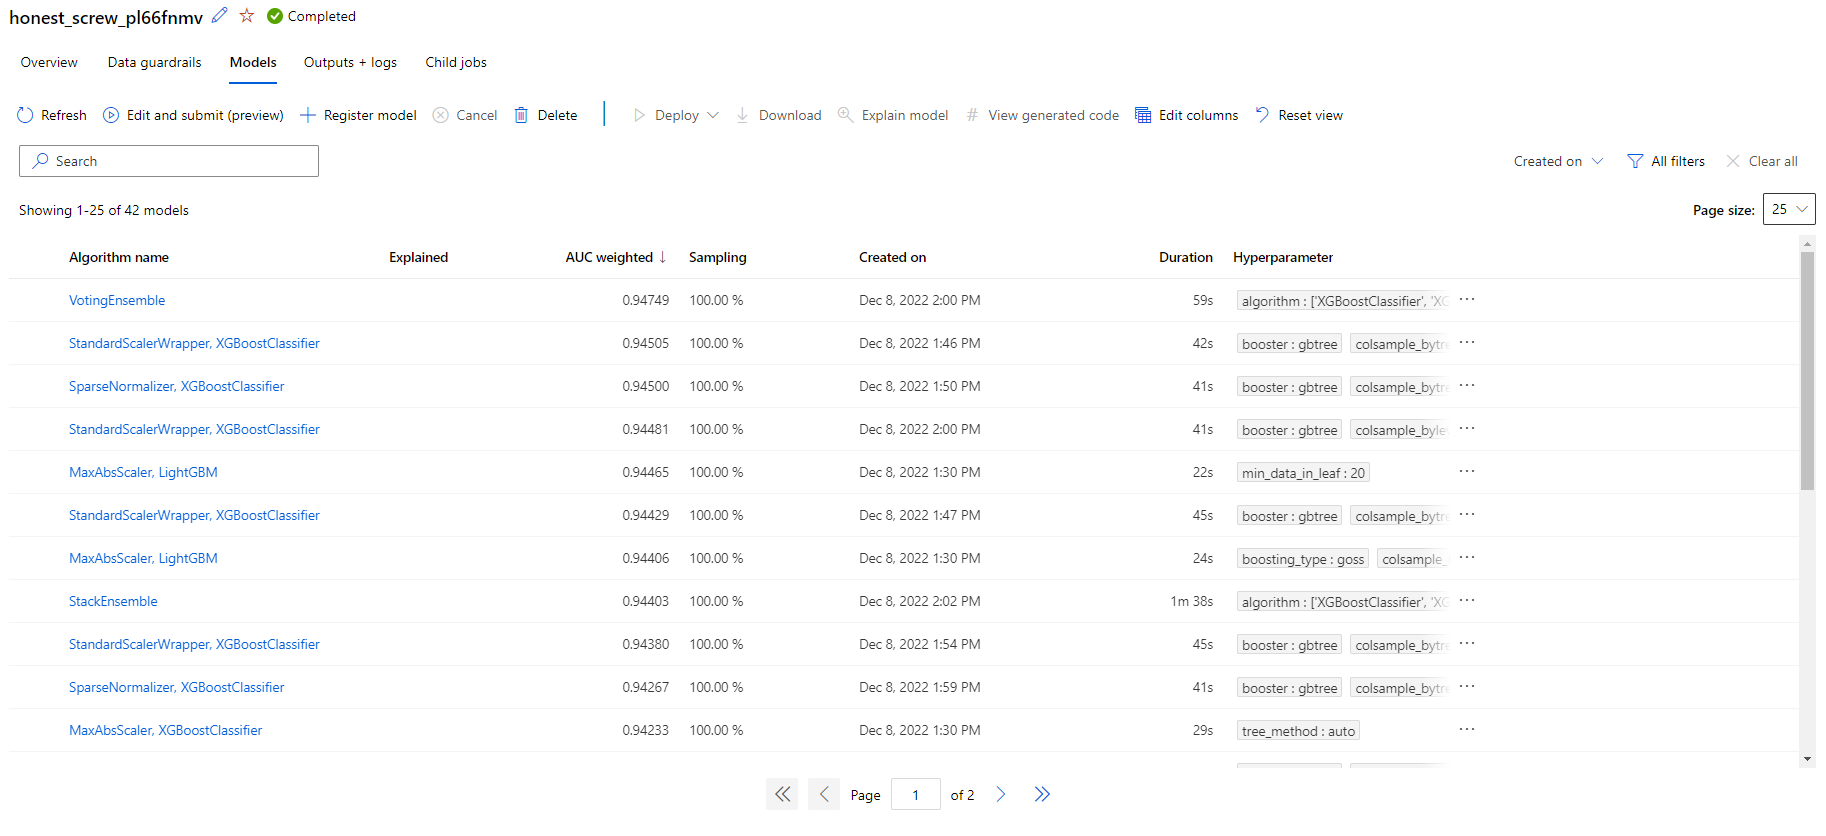 honest_screw_pl66fnmv Completed
Overview Data guardrails Models Outputs + logs Child jobs
Refresh Edit and submit (preview) Register model Cancel Delete Deploy Download Explain model # View generated code Edit columns Reset view
Search Created on All filters Clear all
Showing 1-25 of 42 models Page size: 25
Algorithm name Explained AUC weighted ↓ Sampling Created on Duration Hyperparameter
VotingEnsemble 0.94749 100.00 % Dec 8, 2022 2:00 PM 59s algorithm : ['XGBoostClassifier', 'XG ...
StandardScalerWrapper, XGBoostClassifier 0.94505 100.00 % Dec 8, 2022 1:46 PM 42s booster : gbtree colsample_bytre ...
SparseNormalizer, XGBoostClassifier 0.94500 100.00 % Dec 8, 2022 1:50 PM 41s booster : gbtree colsample_bytre ...
StandardScalerWrapper, XGBoostClassifier 0.94481 100.00 % Dec 8, 2022 2:00 PM 41s booster : gbtree colsample_byle ...
MaxAbsScaler, LightGBM 0.94465 100.00 % Dec 8, 2022 1:30 PM 22s min_data_in_leaf : 20 ...
StandardScalerWrapper, XGBoostClassifier 0.94429 100.00 % Dec 8, 2022 1:47 PM 45s booster : gbtree colsample_bytre ...
MaxAbsScaler, LightGBM 0.94406 100.00 % Dec 8, 2022 1:30 PM 24s boosting_type : goss colsample_ ...
StackEnsemble 0.94403 100.00 % Dec 8, 2022 2:02 PM 1m 38s algorithm : ['XGBoostClassifier', 'XG ...
StandardScalerWrapper, XGBoostClassifier 0.94380 100.00 % Dec 8, 2022 1:54 PM 45s booster : gbtree colsample_bytre ...
SparseNormalizer, XGBoostClassifier 0.94267 100.00 % Dec 8, 2022 1:59 PM 41s booster : gbtree colsample_bytre ...
MaxAbsScaler, XGBoostClassifier 0.94233 100.00 % Dec 8, 2022 1:30 PM 29s tree_method : auto ...
Page 1 of 2